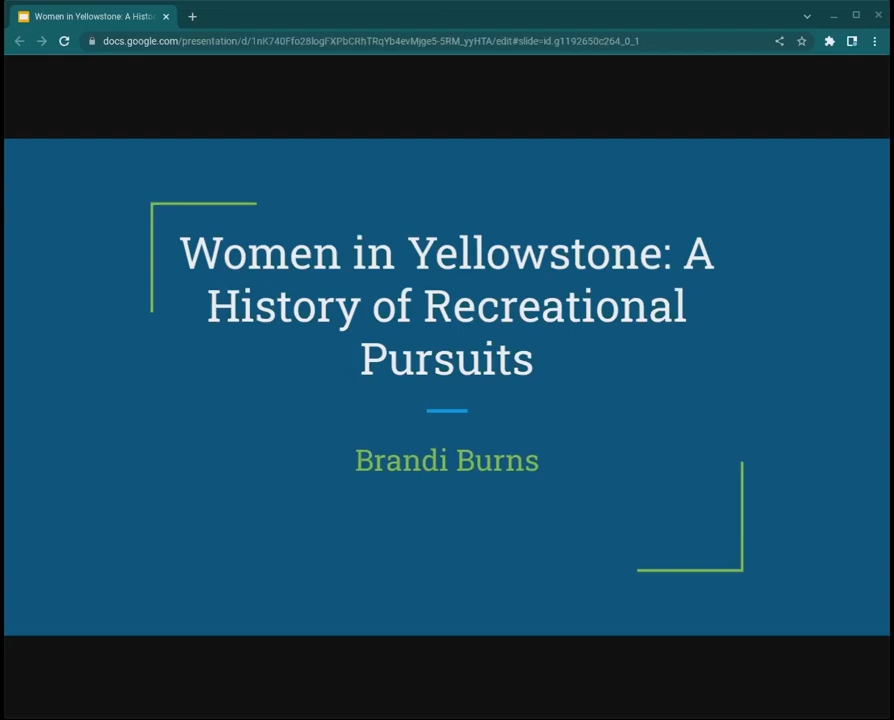 Women in Yellowstone: A Histo
docs.google.com/presentation/d/1nK740Ffo28logFXPbCRhTRqYb4evMjge5-5RM_yyHTA/edit#slide=id.g1192650c264_0_1
Women in Yellowstone: A
History of Recreational
Pursuits
Brandi Burns